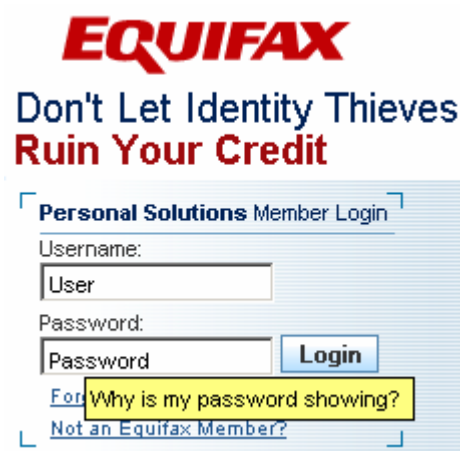 EQUIFAX
Don't Let Identity Thieves
Ruin Your Credit
Personal Solutions Member Login
Username:
User
Password:
Password
Login
Why is my password showing?
Not an Equifax Member?